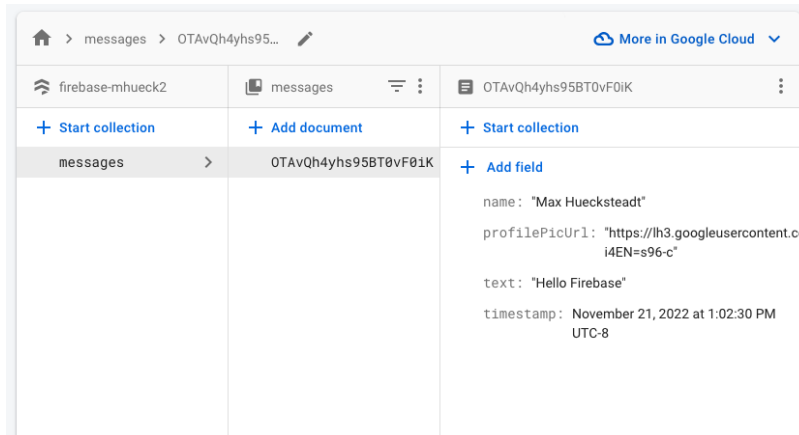 messages OTAvQh4yhs95...
More in Google Cloud
firebase-mhueck2
messages
OTAvQh4yhs95BT0vF0iK
+ Start collection
+ Add document
+ Start collection
messages
OTAvQh4yhs95BT0vF0iK
+ Add field
name: "Max Huecksteadt"
profilePicUrl: "https://lh3.googleusercontent.c
i4EN=s96-c"
text: "Hello Firebase"
timestamp: November 21, 2022 at 1:02:30 PM
UTC-8